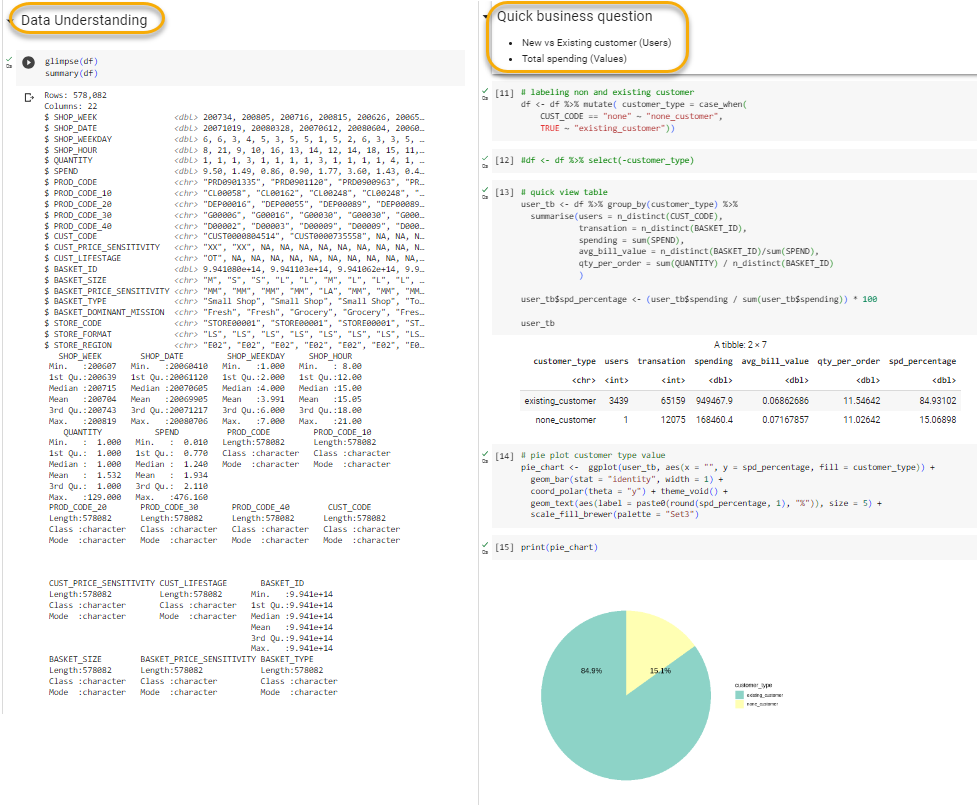 Data Understanding
glimpse(df)
summary(df)
Rows: 578,082
Columns: 22
$ SHOP_WEEK <dbl> 200734, 200805, 200716, 200815, 200626, 20065…
$ SHOP_DATE <dbl> 20071019, 20080328, 20070612, 20080604, 20060…
$ SHOP_WEEKDAY <dbl> 6, 6, 3, 4, 5, 3, 5, 5, 1, 5, 2, 6, 3, 3, 5, …
$ SHOP_HOUR <dbl> 8, 21, 9, 10, 16, 13, 14, 12, 14, 18, 15, 11,…
$ QUANTITY <dbl> 1, 1, 1, 3, 1, 1, 1, 1, 3, 1, 1, 1, 4, 1, …
$ SPEND <dbl> 9.50, 1.49, 0.86, 0.90, 1.77, 3.60, 1.43, 0.4…
$ PROD_CODE <chr> "PRD0901335", "PRD0901120", "PRD0900963", "PR…
$ PROD_CODE_10 <chr> "CL00058", "CL00162", "CL00248", "CL00248", "…
$ PROD_CODE_20 <chr> "DEP00016", "DEP00055", "DEP00089", "DEP00089…
$ PROD_CODE_30 <chr> "G00006", "G00016", "G00030", "G00030", "G000…
$ PROD_CODE_40 <chr> "D00002", "D00003", "D00009", "D00009", "D000…
$ CUST_CODE <chr> "CUST0000804514", "CUST0000735558", NA, NA, N…
$ CUST_PRICE_SENSITIVITY <chr> "XX", "XX", NA, NA, NA, NA, NA, NA, NA, NA, N…
$ CUST_LIFESTAGE <chr> "OT", NA, NA, NA, NA, NA, NA, NA, NA, NA, NA,…
$ BASKET_ID <dbl> 9.941080e+14, 9.941103e+14, 9.941062e+14, 9.9…
$ BASKET_SIZE <chr> "M", "S", "S", "L", "L", "M", "L", "L", "L", …
$ BASKET_PRICE_SENSITIVITY <chr> "MM", "MM", "MM", "MM", "LA", "MM", "MM", "MM…
$ BASKET_TYPE <chr> "Small Shop", "Small Shop", "Small Shop", "To…
$ BASKET_DOMINANT_MISSION <chr> "Fresh", "Fresh", "Grocery", "Grocery", "Fres…
$ STORE_CODE <chr> "STORE00001", "STORE00001", "STORE00001", "ST…
$ STORE_FORMAT <chr> "LS", "LS", "LS", "LS", "LS", "LS", "LS", "LS…
$ STORE_REGION <chr> "E02", "E02", "E02", "E02", "E02", "E02", "E0…
SHOP_WEEK SHOP_DATE SHOP_WEEKDAY SHOP_HOUR
Min. :200607 Min. :20060410 Min. :1.000 Min. : 8.00
1st Qu.:200639 1st Qu.:20061120 1st Qu.:2.000 1st Qu.:12.00
Median :200715 Median :20070605 Median :4.000 Median :15.00
Mean :200704 Mean :20069905 Mean :3.991 Mean :15.05
3rd Qu.:200743 3rd Qu.:20071217 3rd Qu.:6.000 3rd Qu.:18.00
Max. :200819 Max. :20080706 Max. :7.000 Max. :21.00
QUANTITY SPEND PROD_CODE PROD_CODE_10
Min. : 1.000 Min. : 0.010 Length:578082 Length:578082
1st Qu.: 1.000 1st Qu.: 0.770 Class :character Class :character
Median : 1.000 Median : 1.240 Mode :character Mode :character
Mean : 1.532 Mean : 1.934
3rd Qu.: 1.000 3rd Qu.: 2.110
Max. :129.000 Max. :476.160
PROD_CODE_20 PROD_CODE_30 PROD_CODE_40 CUST_CODE
Length:578082 Length:578082 Length:578082 Length:578082
Class :character Class :character Class :character Class :character
Mode :character Mode :character Mode :character Mode :character
CUST_PRICE_SENSITIVITY CUST_LIFESTAGE BASKET_ID
Length:578082 Length:578082 Min. :9.941e+14
Class :character Class :character 1st Qu.:9.941e+14
Mode :character Mode :character Median :9.941e+14
Mean :9.941e+14
3rd Qu.:9.941e+14
Max. :9.941e+14
BASKET_SIZE BASKET_PRICE_SENSITIVITY BASKET_TYPE
Length:578082 Length:578082 Length:578082
Class :character Class :character Class :character
Mode :character Mode :character Mode :character
Quick business question
• New vs Existing customer (Users)
• Total spending (Values)
[11] # labeling non and existing customer
df <- df %>% mutate( customer_type = case_when(
CUST_CODE == "none" ~ "none_customer",
TRUE ~ "existing_customer"))
[12] #df <- df %>% select(-customer_type)
[13] # quick view table
user_tb <- df %>% group_by(customer_type) %>%
summarise(users = n_distinct(CUST_CODE),
transation = n_distinct(BASKET_ID),
spending = sum(SPEND),
avg_bill_value = n_distinct(BASKET_ID)/sum(SPEND),
qty_per_order = sum(QUANTITY) / n_distinct(BASKET_ID)
)
user_tb$spd_percentage <- (user_tb$spending / sum(user_tb$spending)) * 100
user_tb
A tibble: 2 × 7
customer_type users transation spending avg_bill_value qty_per_order spd_percentage
<chr> <int> <int> <dbl> <dbl> <dbl> <dbl>
existing_customer 3439 65159 949467.9 0.06862686 11.54642 84.93102
none_customer 1 12075 168460.4 0.07167857 11.02642 15.06898
[14] # pie plot customer type value
pie_chart <- ggplot(user_tb, aes(x = "", y = spd_percentage, fill = customer_type)) +
geom_bar(stat = "identity", width = 1) +
coord_polar(theta = "y") + theme_void() +
geom_text(aes(label = paste0(round(spd_percentage, 1), "%")), size = 5) +
scale_fill_brewer(palette = "Set3")
[15] print(pie_chart)
84.9%
15.1%
customer_type
existing_customer
none_customer